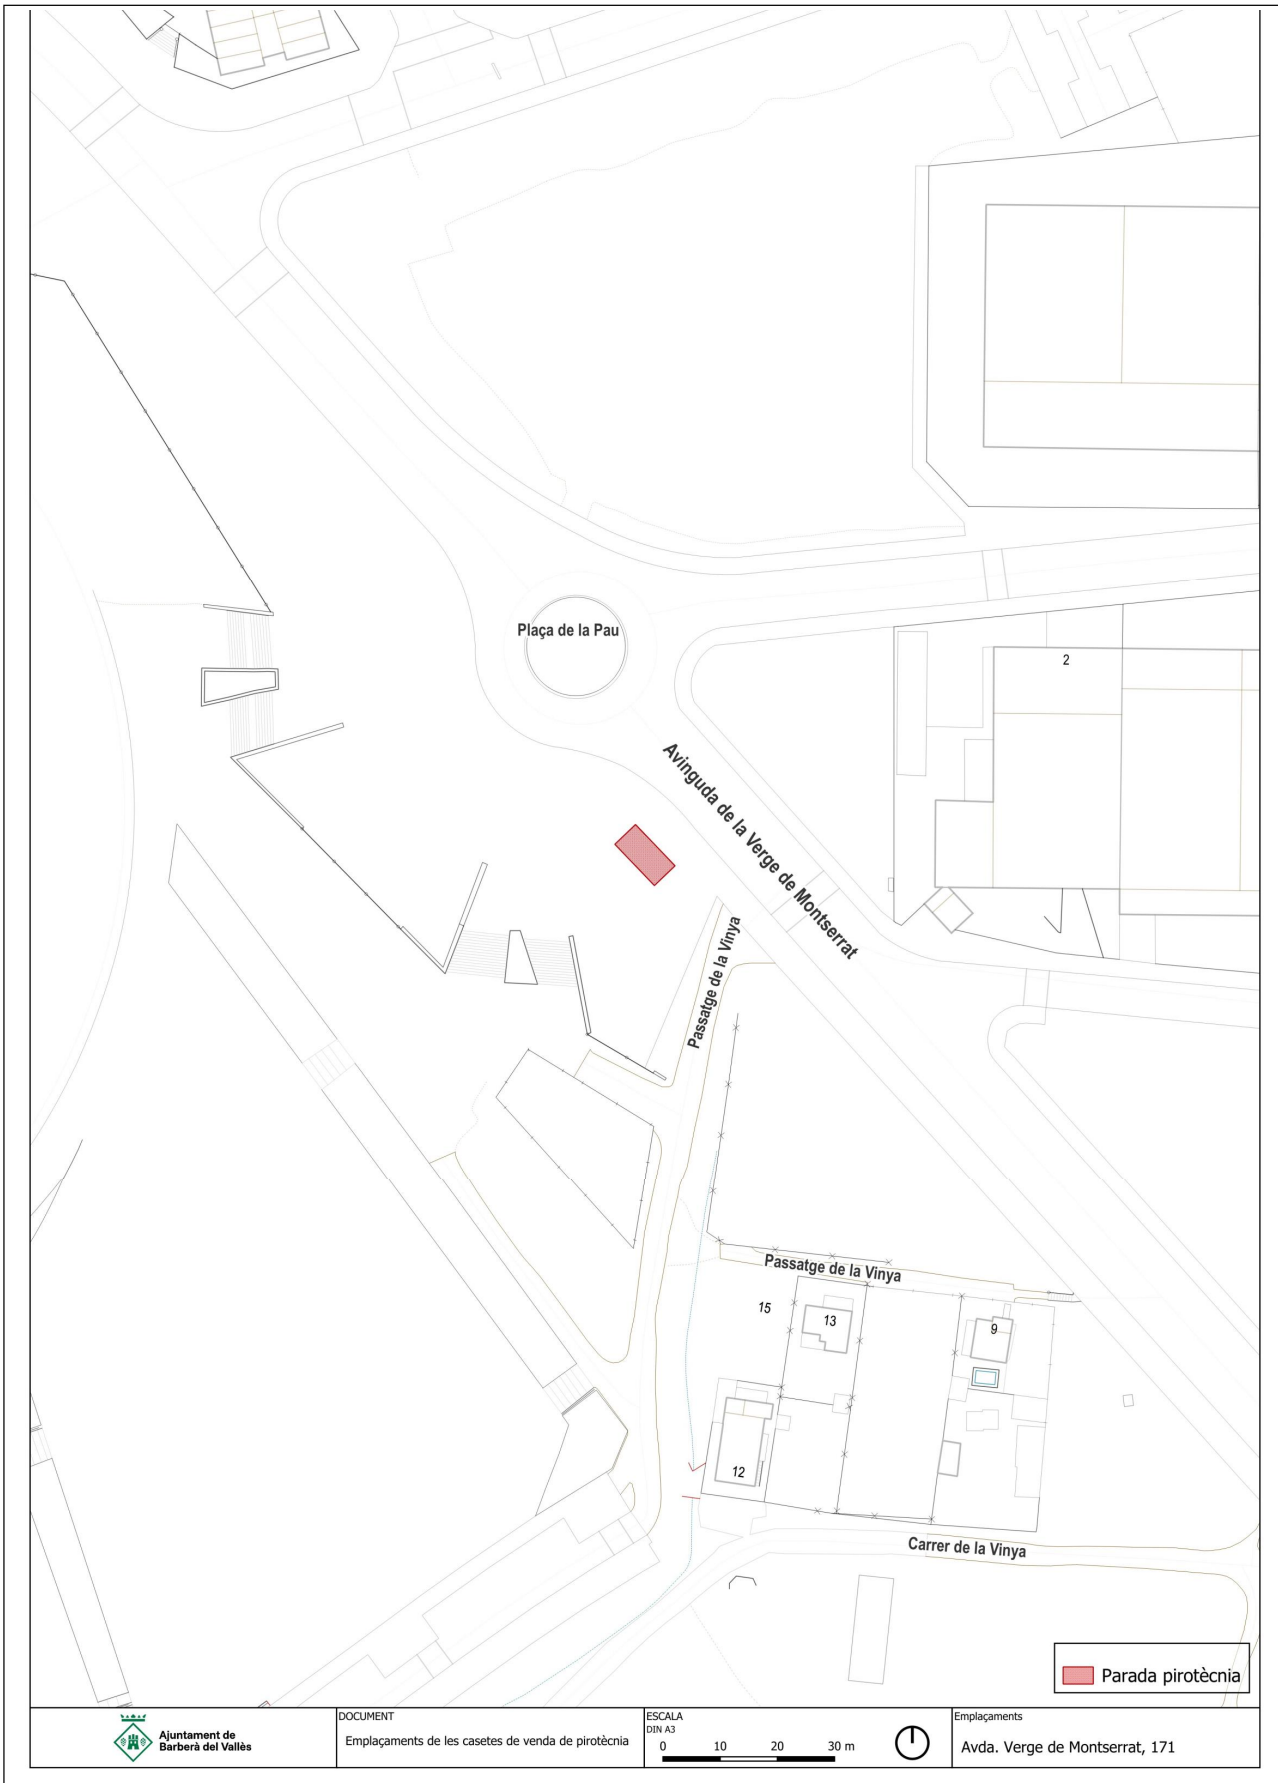 Plaça de la Pau
2
Avinguda de la Verge de Montserrat
Passatge de la Vinya
Passatge de la Vinya
15
13
9
12
Carrer de la Vinya
Parada pirotècnia
Ajuntament de
Barberà del Vallès
DOCUMENT
Emplaçaments de les casetes de venda de pirotècnia
ESCALA
DIN A3
0 10 20 30 m
Emplaçaments
Avda. Verge de Montserrat, 171